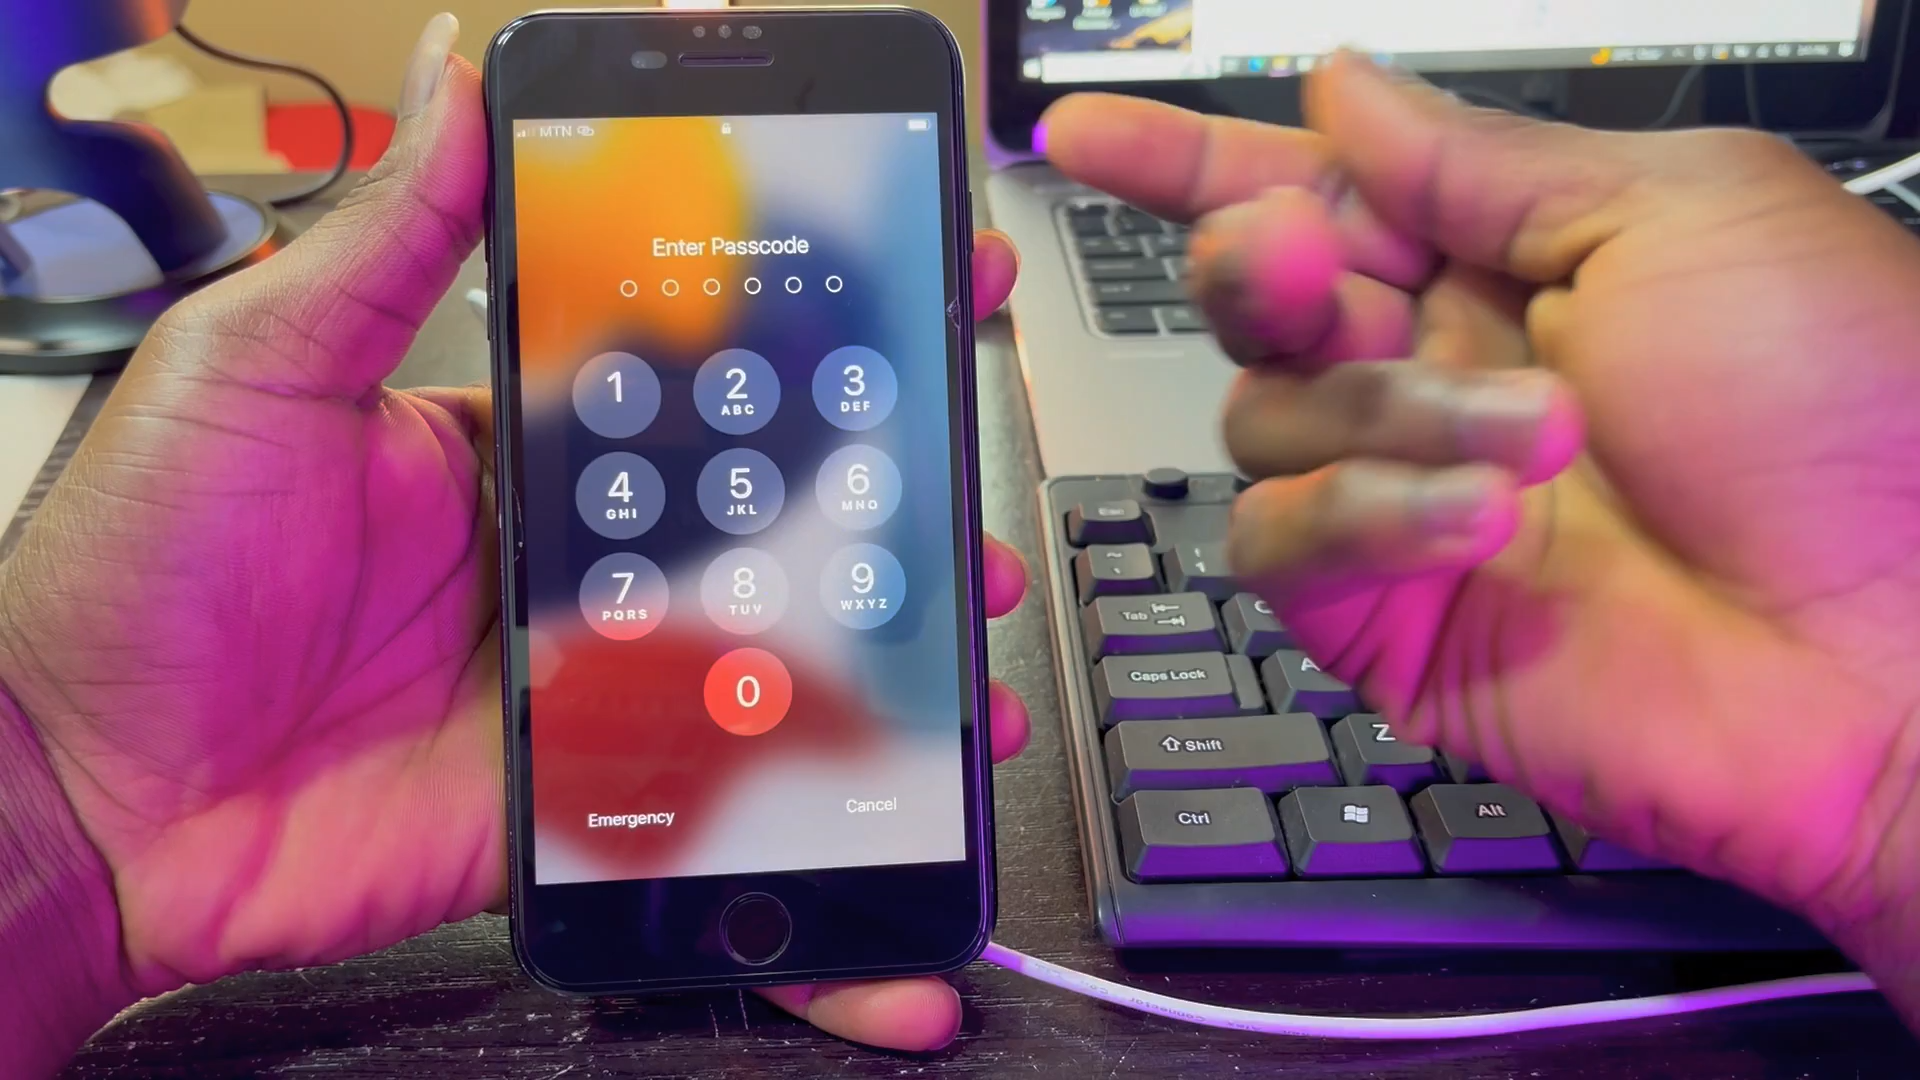 MTN
Enter Passcode
1
2
ABC
3
DEF
4
GHI
5
JKL
6
MNO
7
PQRS
8
TUV
9
WXYZ
0
Emergency
Cancel
Esc
~
Tab
Caps Lock
A
Shift
Z
Ctrl
Alt